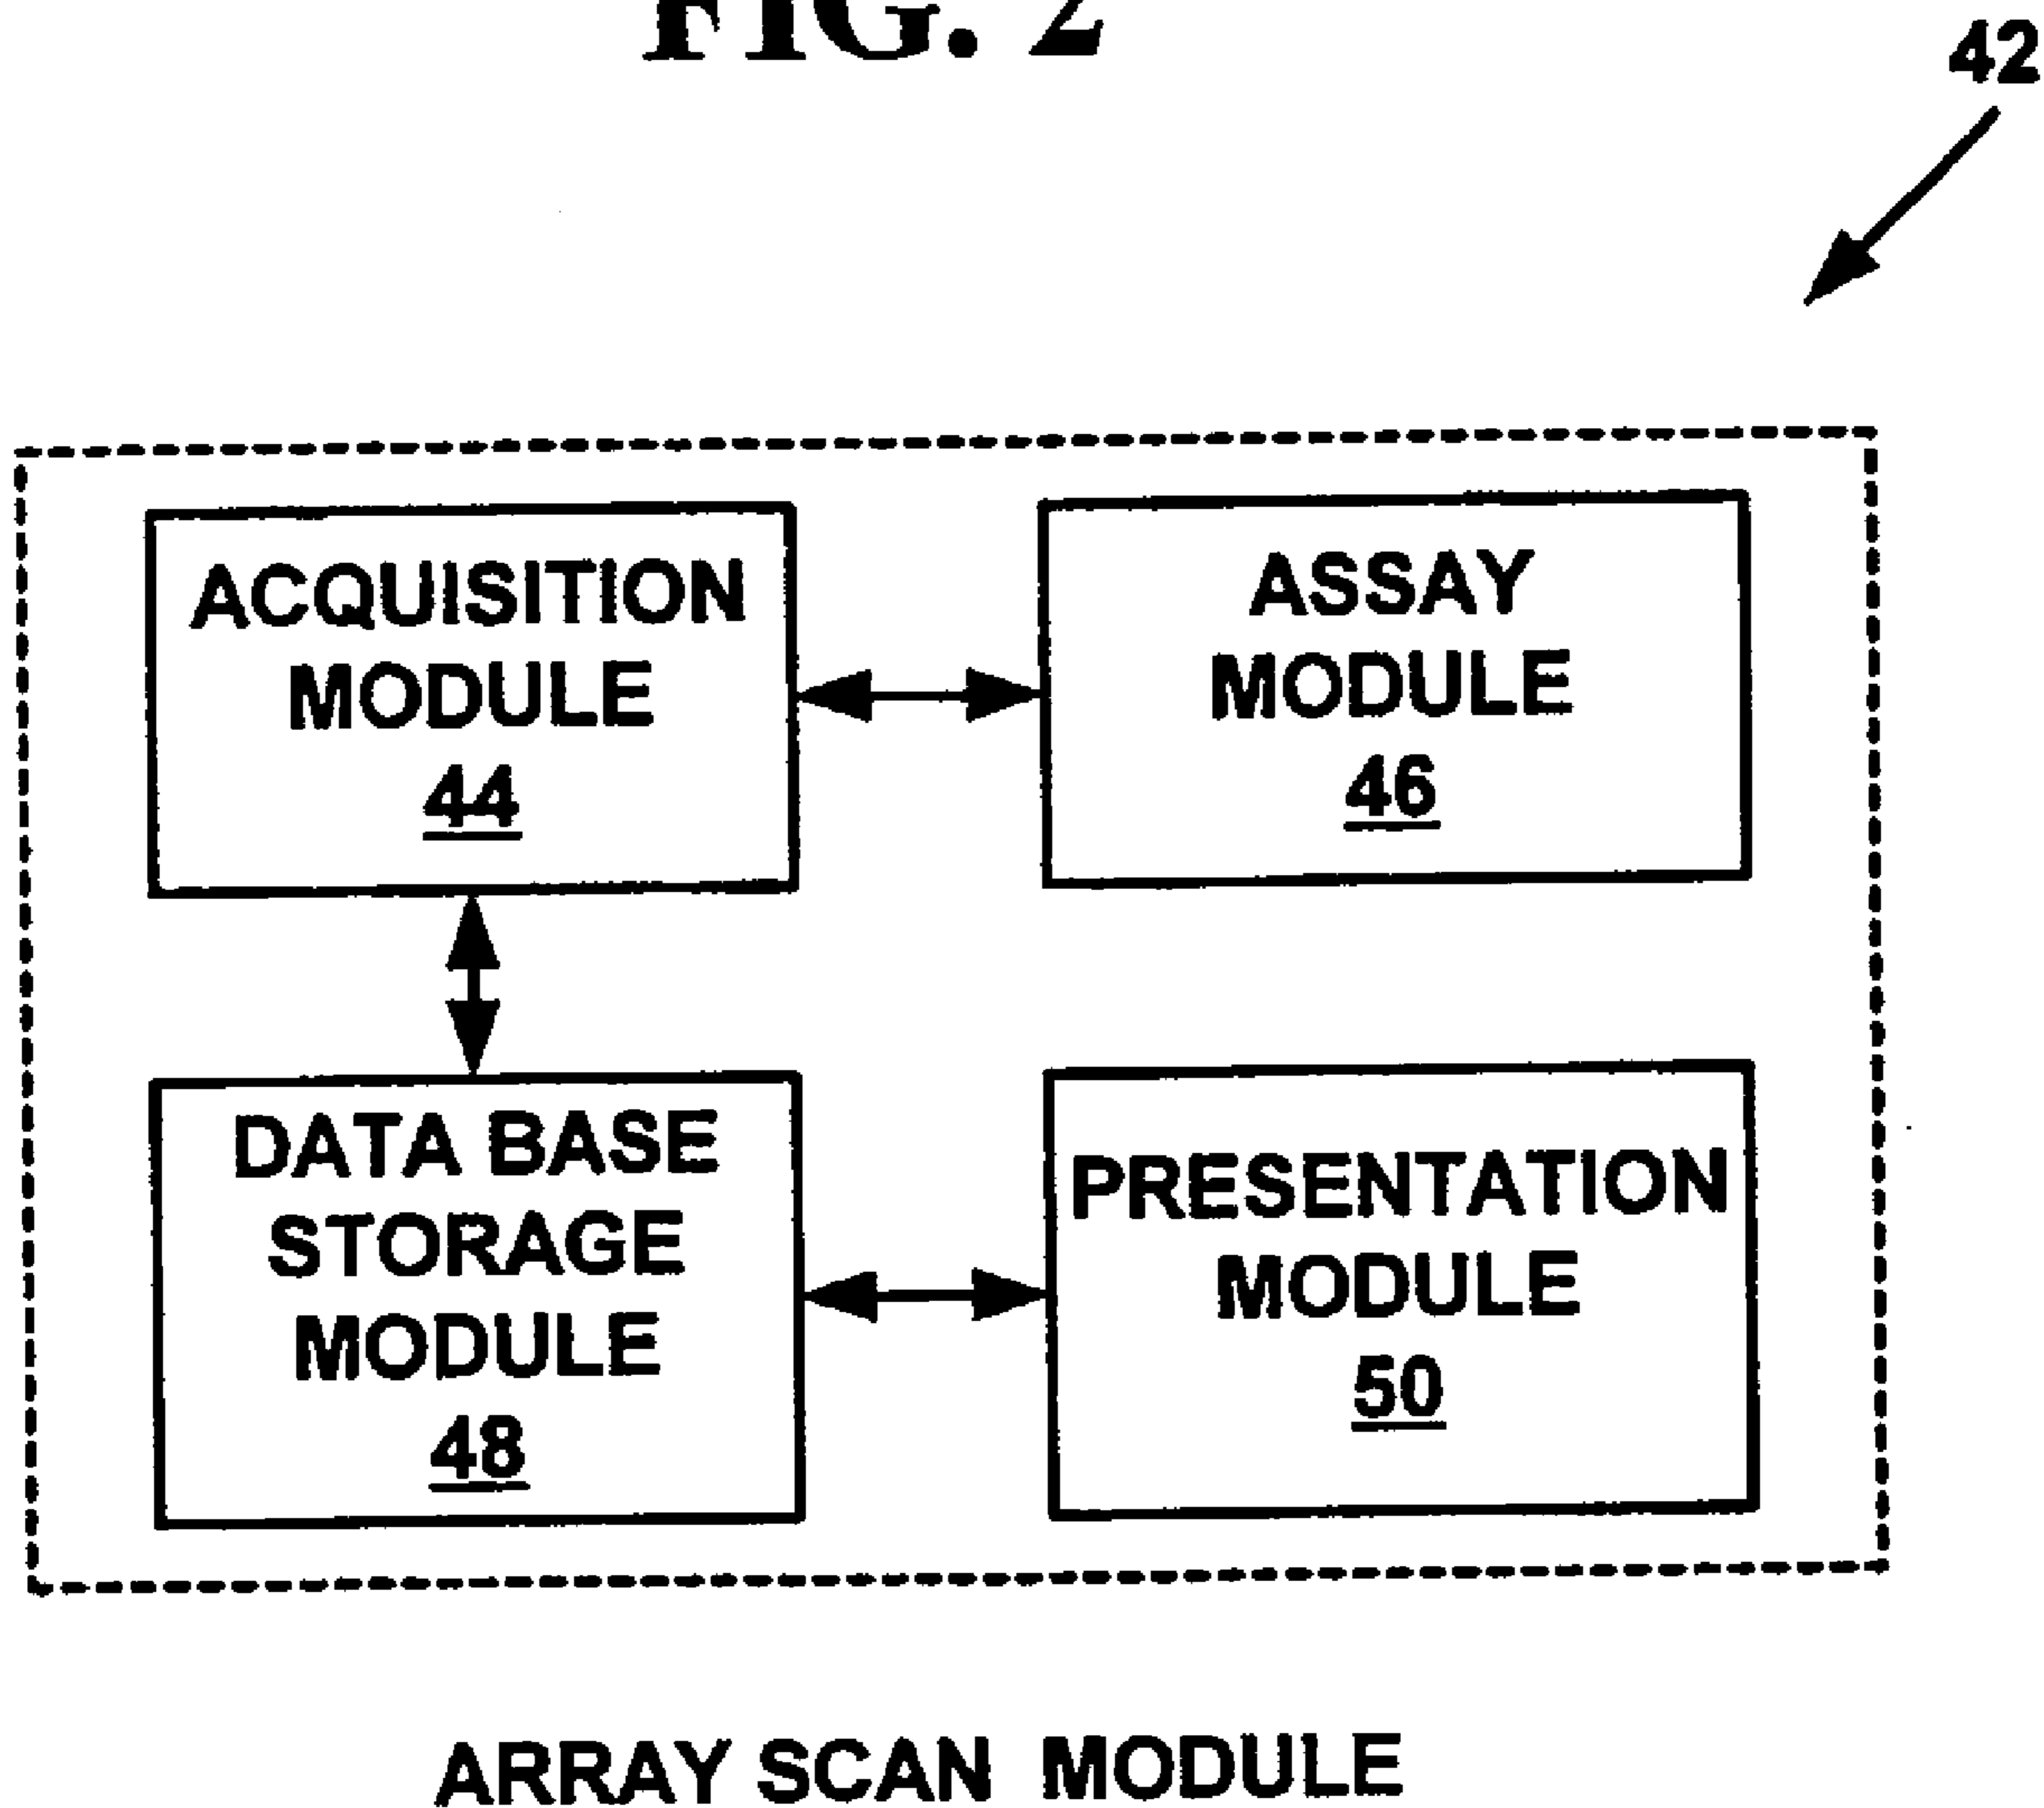 FIG. 2
42
ACQUISITION
MODULE
44
ASSAY
MODULE
46
DATA BASE
STORAGE
MODULE
48
PRESENTATION
MODULE
50
ARRAY SCAN MODULE